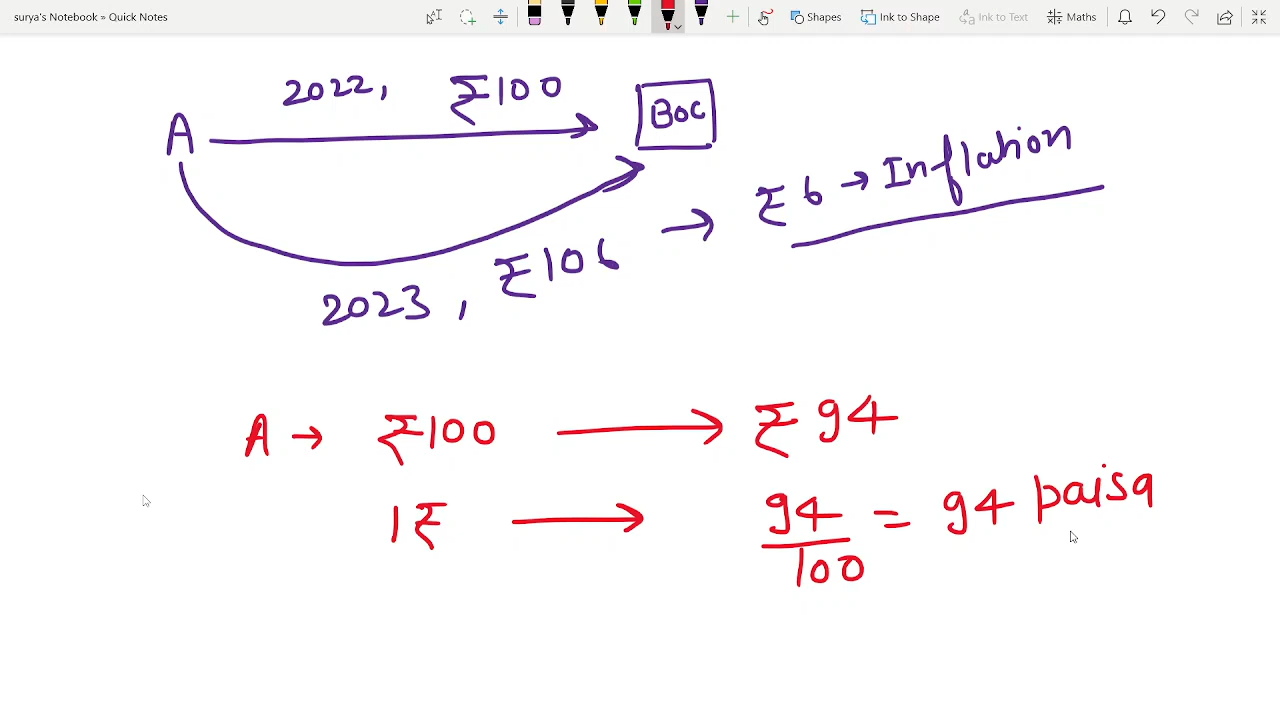 surya's Notebook » Quick Notes
Shapes
Ink to Shape
Ink to Text
Maths
2022, ₹100
A
BOC
₹6 → Inflation
2023, ₹106
A → ₹100 → ₹94
1₹ → 94/100 = 94 paisa